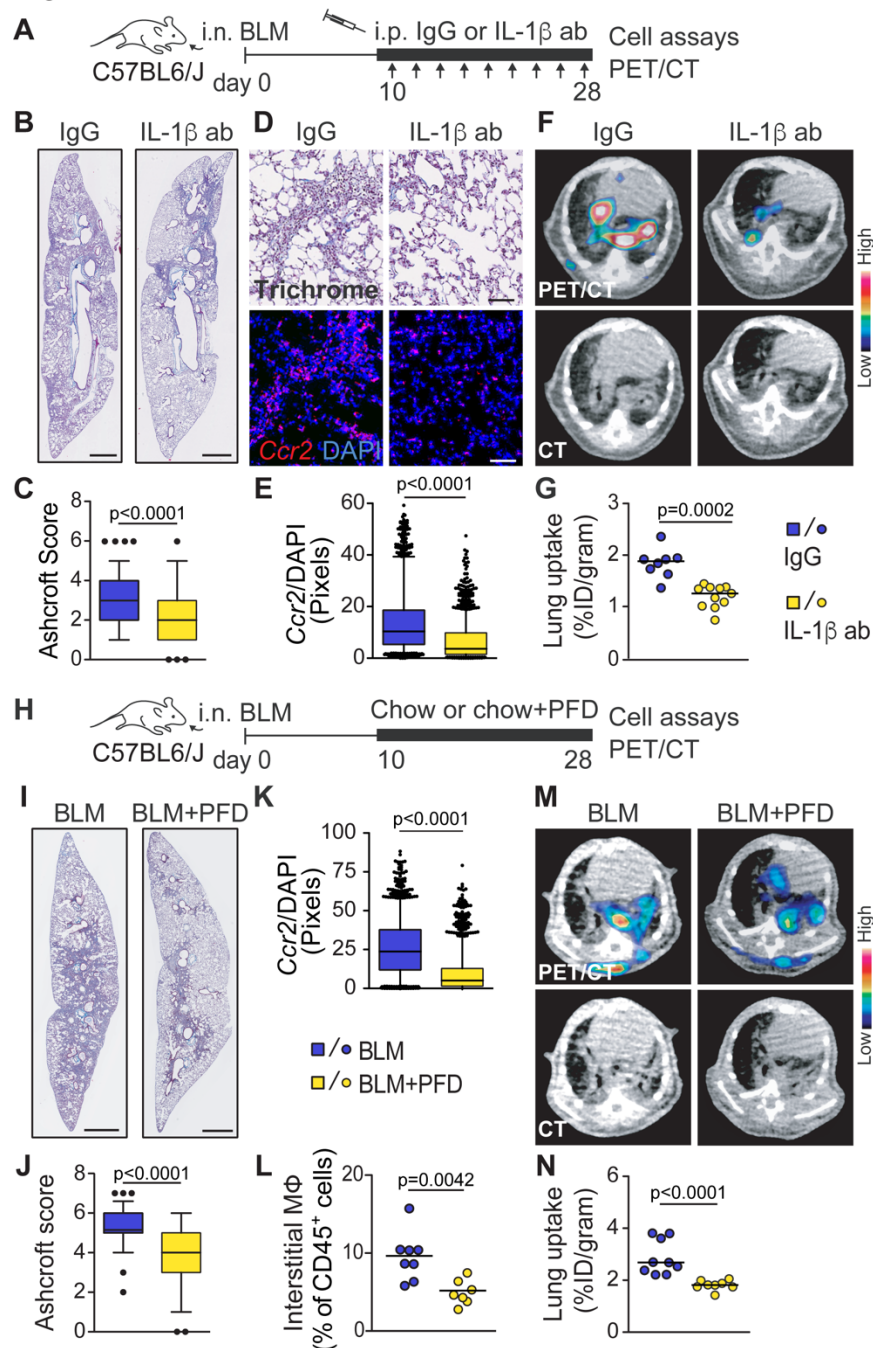 A
i.n. BLM
i.p. IgG or IL-1β ab
Cell assays
PET/CT
C57BL6/J
day 0
10
28
B
IgG
IL-1β ab
D
IgG
IL-1β ab
Trichrome
Ccr2 DAPI
F
IgG
IL-1β ab
PET/CT
CT
High
Low
C
p<0.0001
Ashcroft Score
8
6
4
2
0
E
p<0.0001
Ccr2/DAPI
(Pixels)
60
40
20
0
G
p=0.0002
Lung uptake
(%ID/gram)
3
2
1
0
/
IgG
/
IL-1β ab
H
i.n. BLM
Chow or chow+PFD
Cell assays
PET/CT
C57BL6/J
day 0
10
28
I
BLM
BLM+PFD
K
p<0.0001
Ccr2/DAPI
(Pixels)
100
75
50
25
0
/ BLM
/ BLM+PFD
M
BLM
BLM+PFD
PET/CT
CT
High
Low
J
p<0.0001
Ashcroft score
8
6
4
2
0
L
p=0.0042
Interstitial MΦ
(% of CD45+ cells)
20
10
0
N
p<0.0001
Lung uptake
(%ID/gram)
6
4
2
0